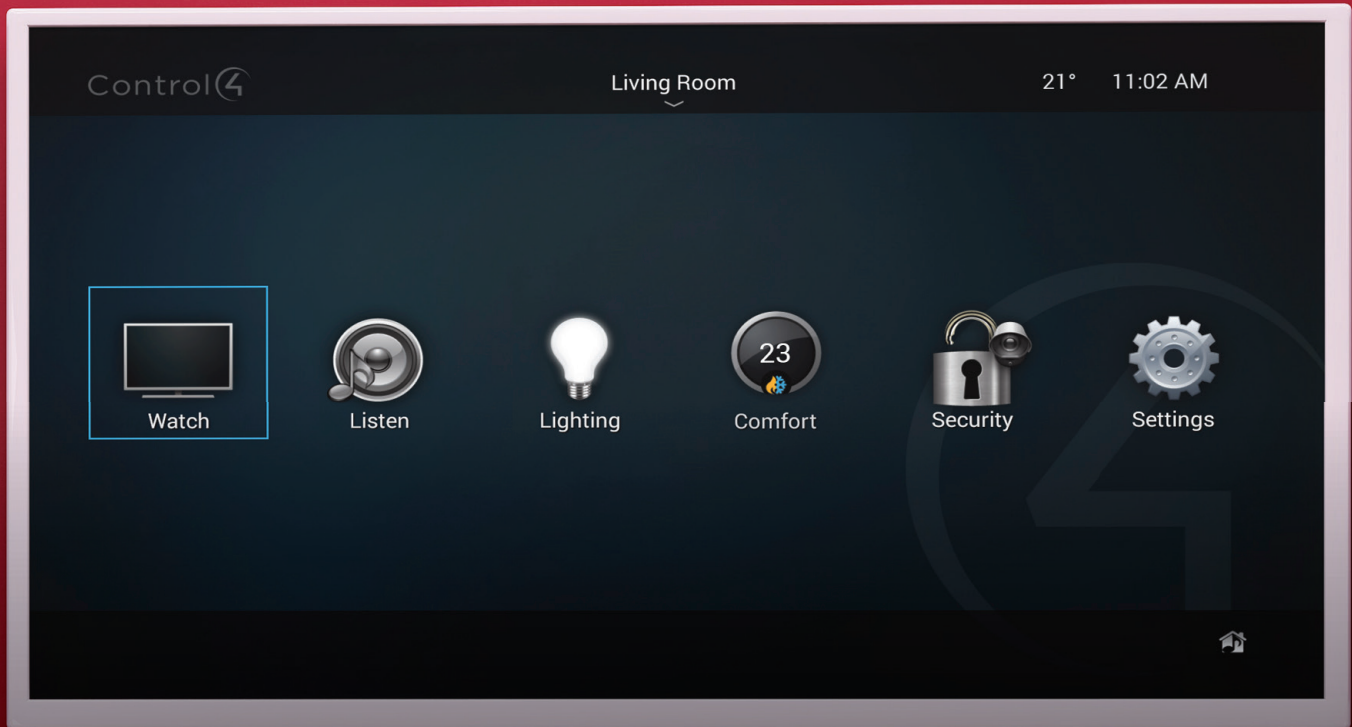 Control4
Living Room
21° 11:02 AM
23
Watch
Listen
Lighting
Comfort
Security
Settings